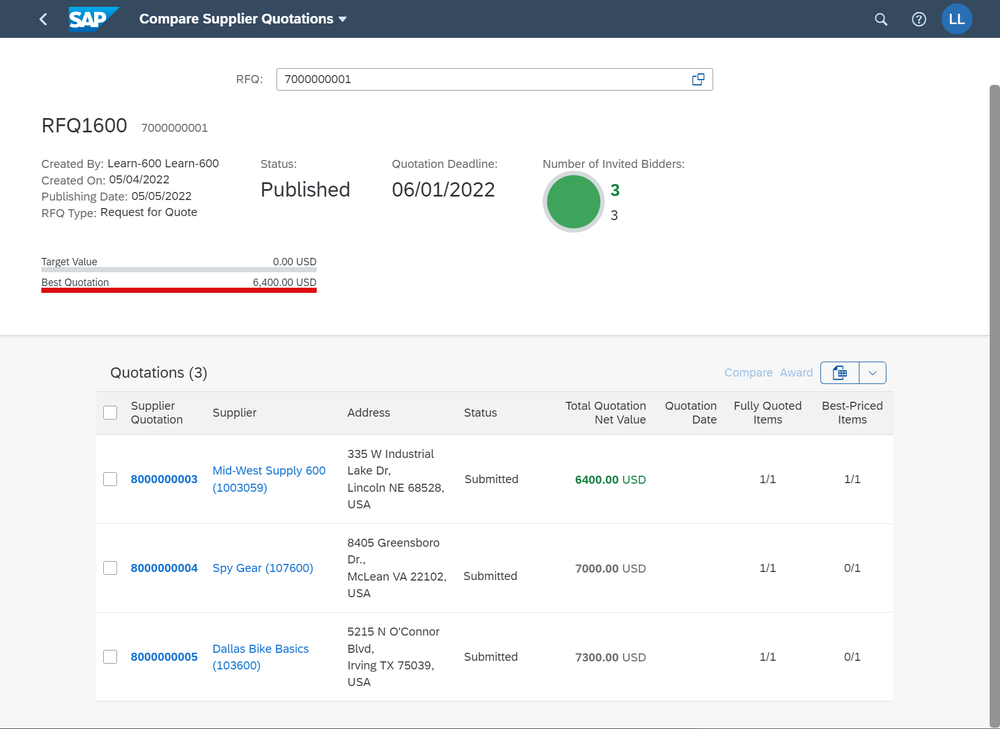 SAP
Compare Supplier Quotations
LL
RFQ: 7000000001
RFQ1600 7000000001
Created By: Learn-600 Learn-600
Created On: 05/04/2022
Publishing Date: 05/05/2022
RFQ Type: Request for Quote
Status:
Published
Quotation Deadline:
06/01/2022
Number of Invited Bidders:
3
3
Target Value 0.00 USD
Best Quotation 6,400.00 USD
Quotations (3)
Compare Award
Supplier
Quotation
Supplier
Address
Status
Total Quotation
Net Value
Quotation
Date
Fully Quoted
Items
Best-Priced
Items
8000000003
Mid-West Supply 600
(1003059)
335 W Industrial
Lake Dr,
Lincoln NE 68528,
USA
Submitted
6400.00 USD
1/1
1/1
8000000004
Spy Gear (107600)
8405 Greensboro
Dr.,
McLean VA 22102,
USA
Submitted
7000.00 USD
1/1
0/1
8000000005
Dallas Bike Basics
(103600)
5215 N O'Connor
Blvd,
Irving TX 75039,
USA
Submitted
7300.00 USD
1/1
0/1